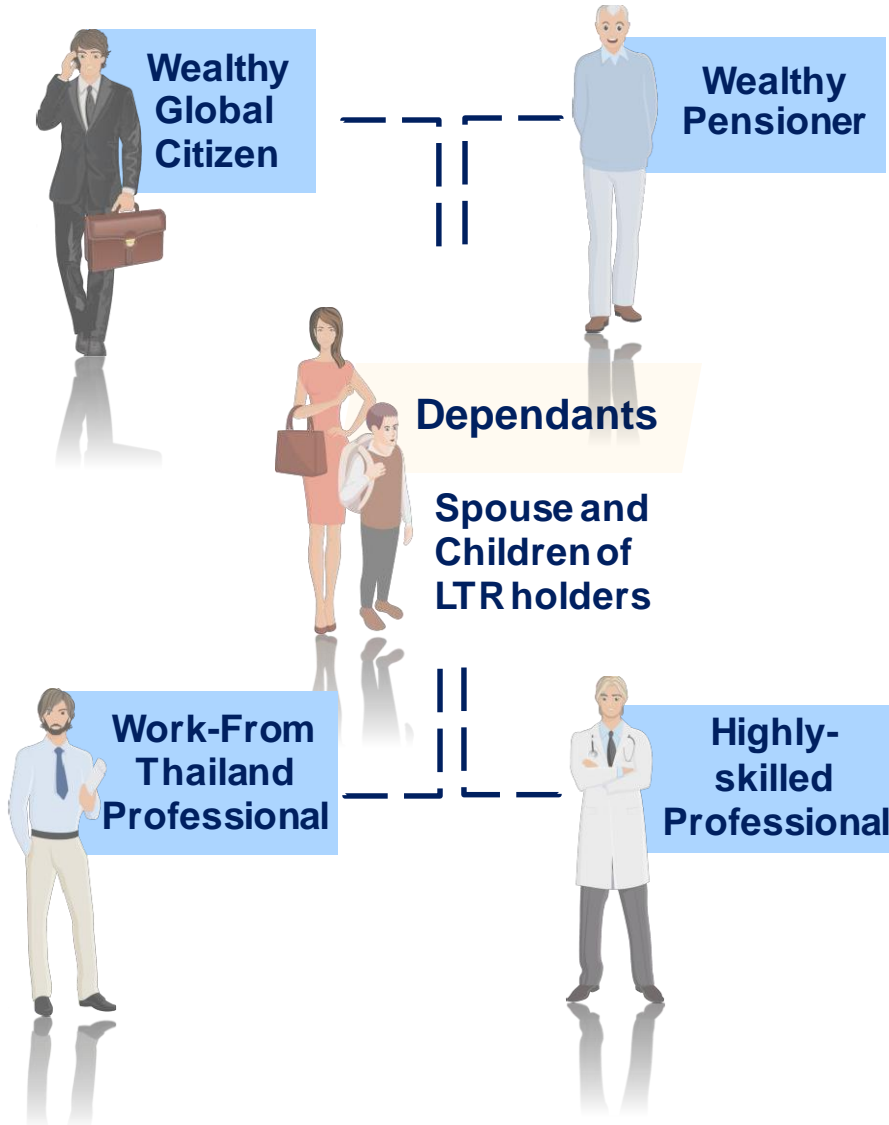 Wealthy
Global
Citizen
Wealthy
Pensioner
Dependants
Spouse and
Children of
LTR holders
Work-From
Thailand
Professional
Highly-
skilled
Professional